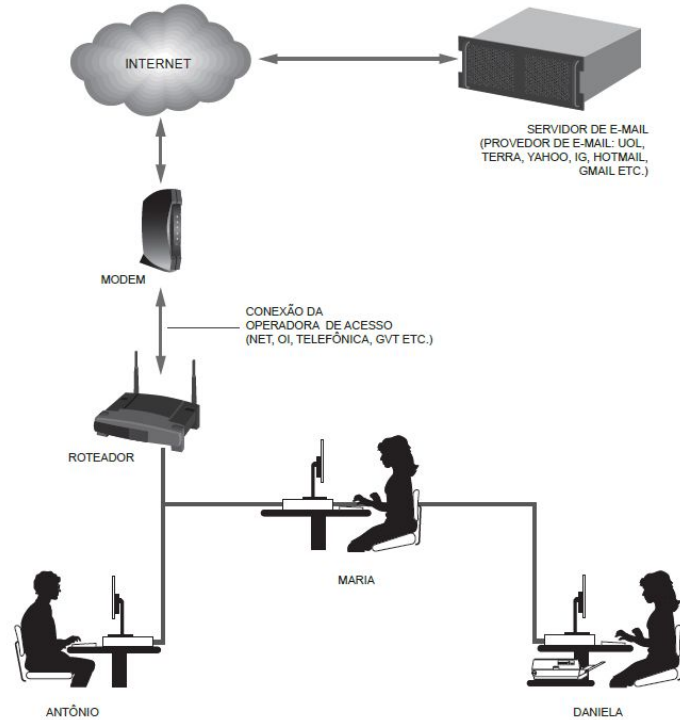 INTERNET
SERVIDOR DE E-MAIL
(PROVEDOR DE E-MAIL: UOL,
TERRA, YAHOO, IG, HOTMAIL,
GMAIL ETC.)
MODEM
CONEXÃO DA
OPERADORA DE ACESSO
(NET, OI, TELEFÔNICA, GVT ETC.)
ROTEADOR
MARIA
ANTÔNIO
DANIELA